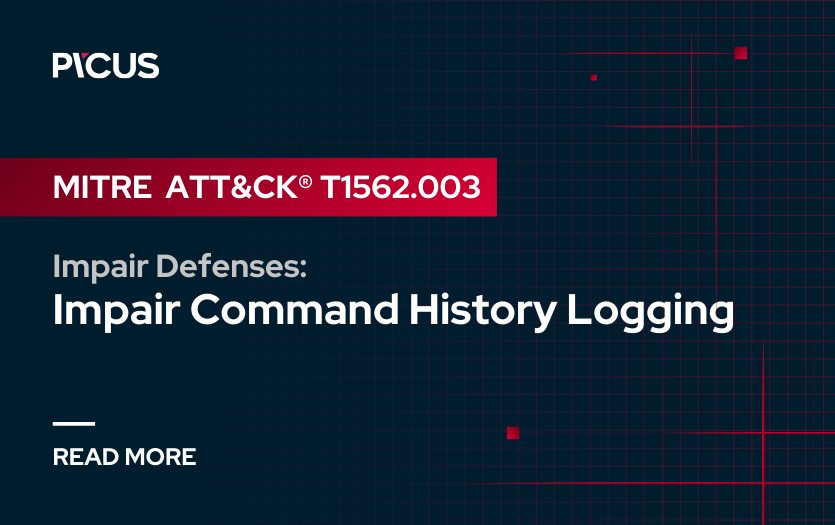 PICUS
MITRE ATT&CK® T1562.003
Impair Defenses:
Impair Command History Logging
READ MORE